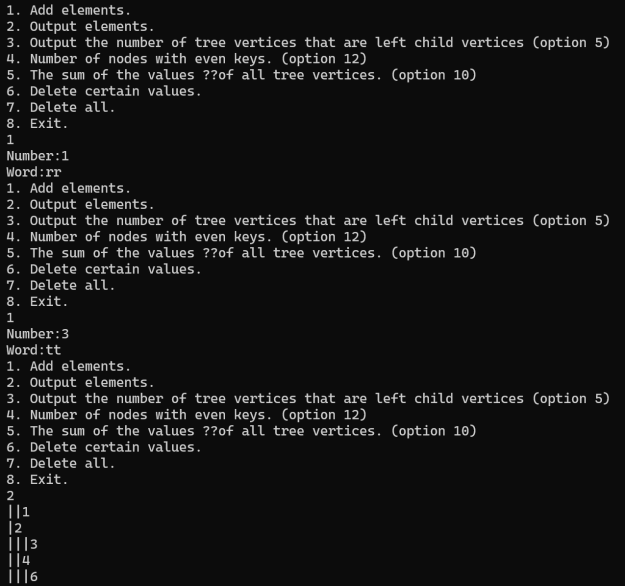 1. Add elements.
2. Output elements.
3. Output the number of tree vertices that are left child vertices (option 5)
4. Number of nodes with even keys. (option 12)
5. The sum of the values ??of all tree vertices. (option 10)
6. Delete certain values.
7. Delete all.
8. Exit.
1
Number:1
Word:rr
1. Add elements.
2. Output elements.
3. Output the number of tree vertices that are left child vertices (option 5)
4. Number of nodes with even keys. (option 12)
5. The sum of the values ??of all tree vertices. (option 10)
6. Delete certain values.
7. Delete all.
8. Exit.
1
Number:3
Word:tt
1. Add elements.
2. Output elements.
3. Output the number of tree vertices that are left child vertices (option 5)
4. Number of nodes with even keys. (option 12)
5. The sum of the values ??of all tree vertices. (option 10)
6. Delete certain values.
7. Delete all.
8. Exit.
2
||1
|2
|||3
||4
|||6